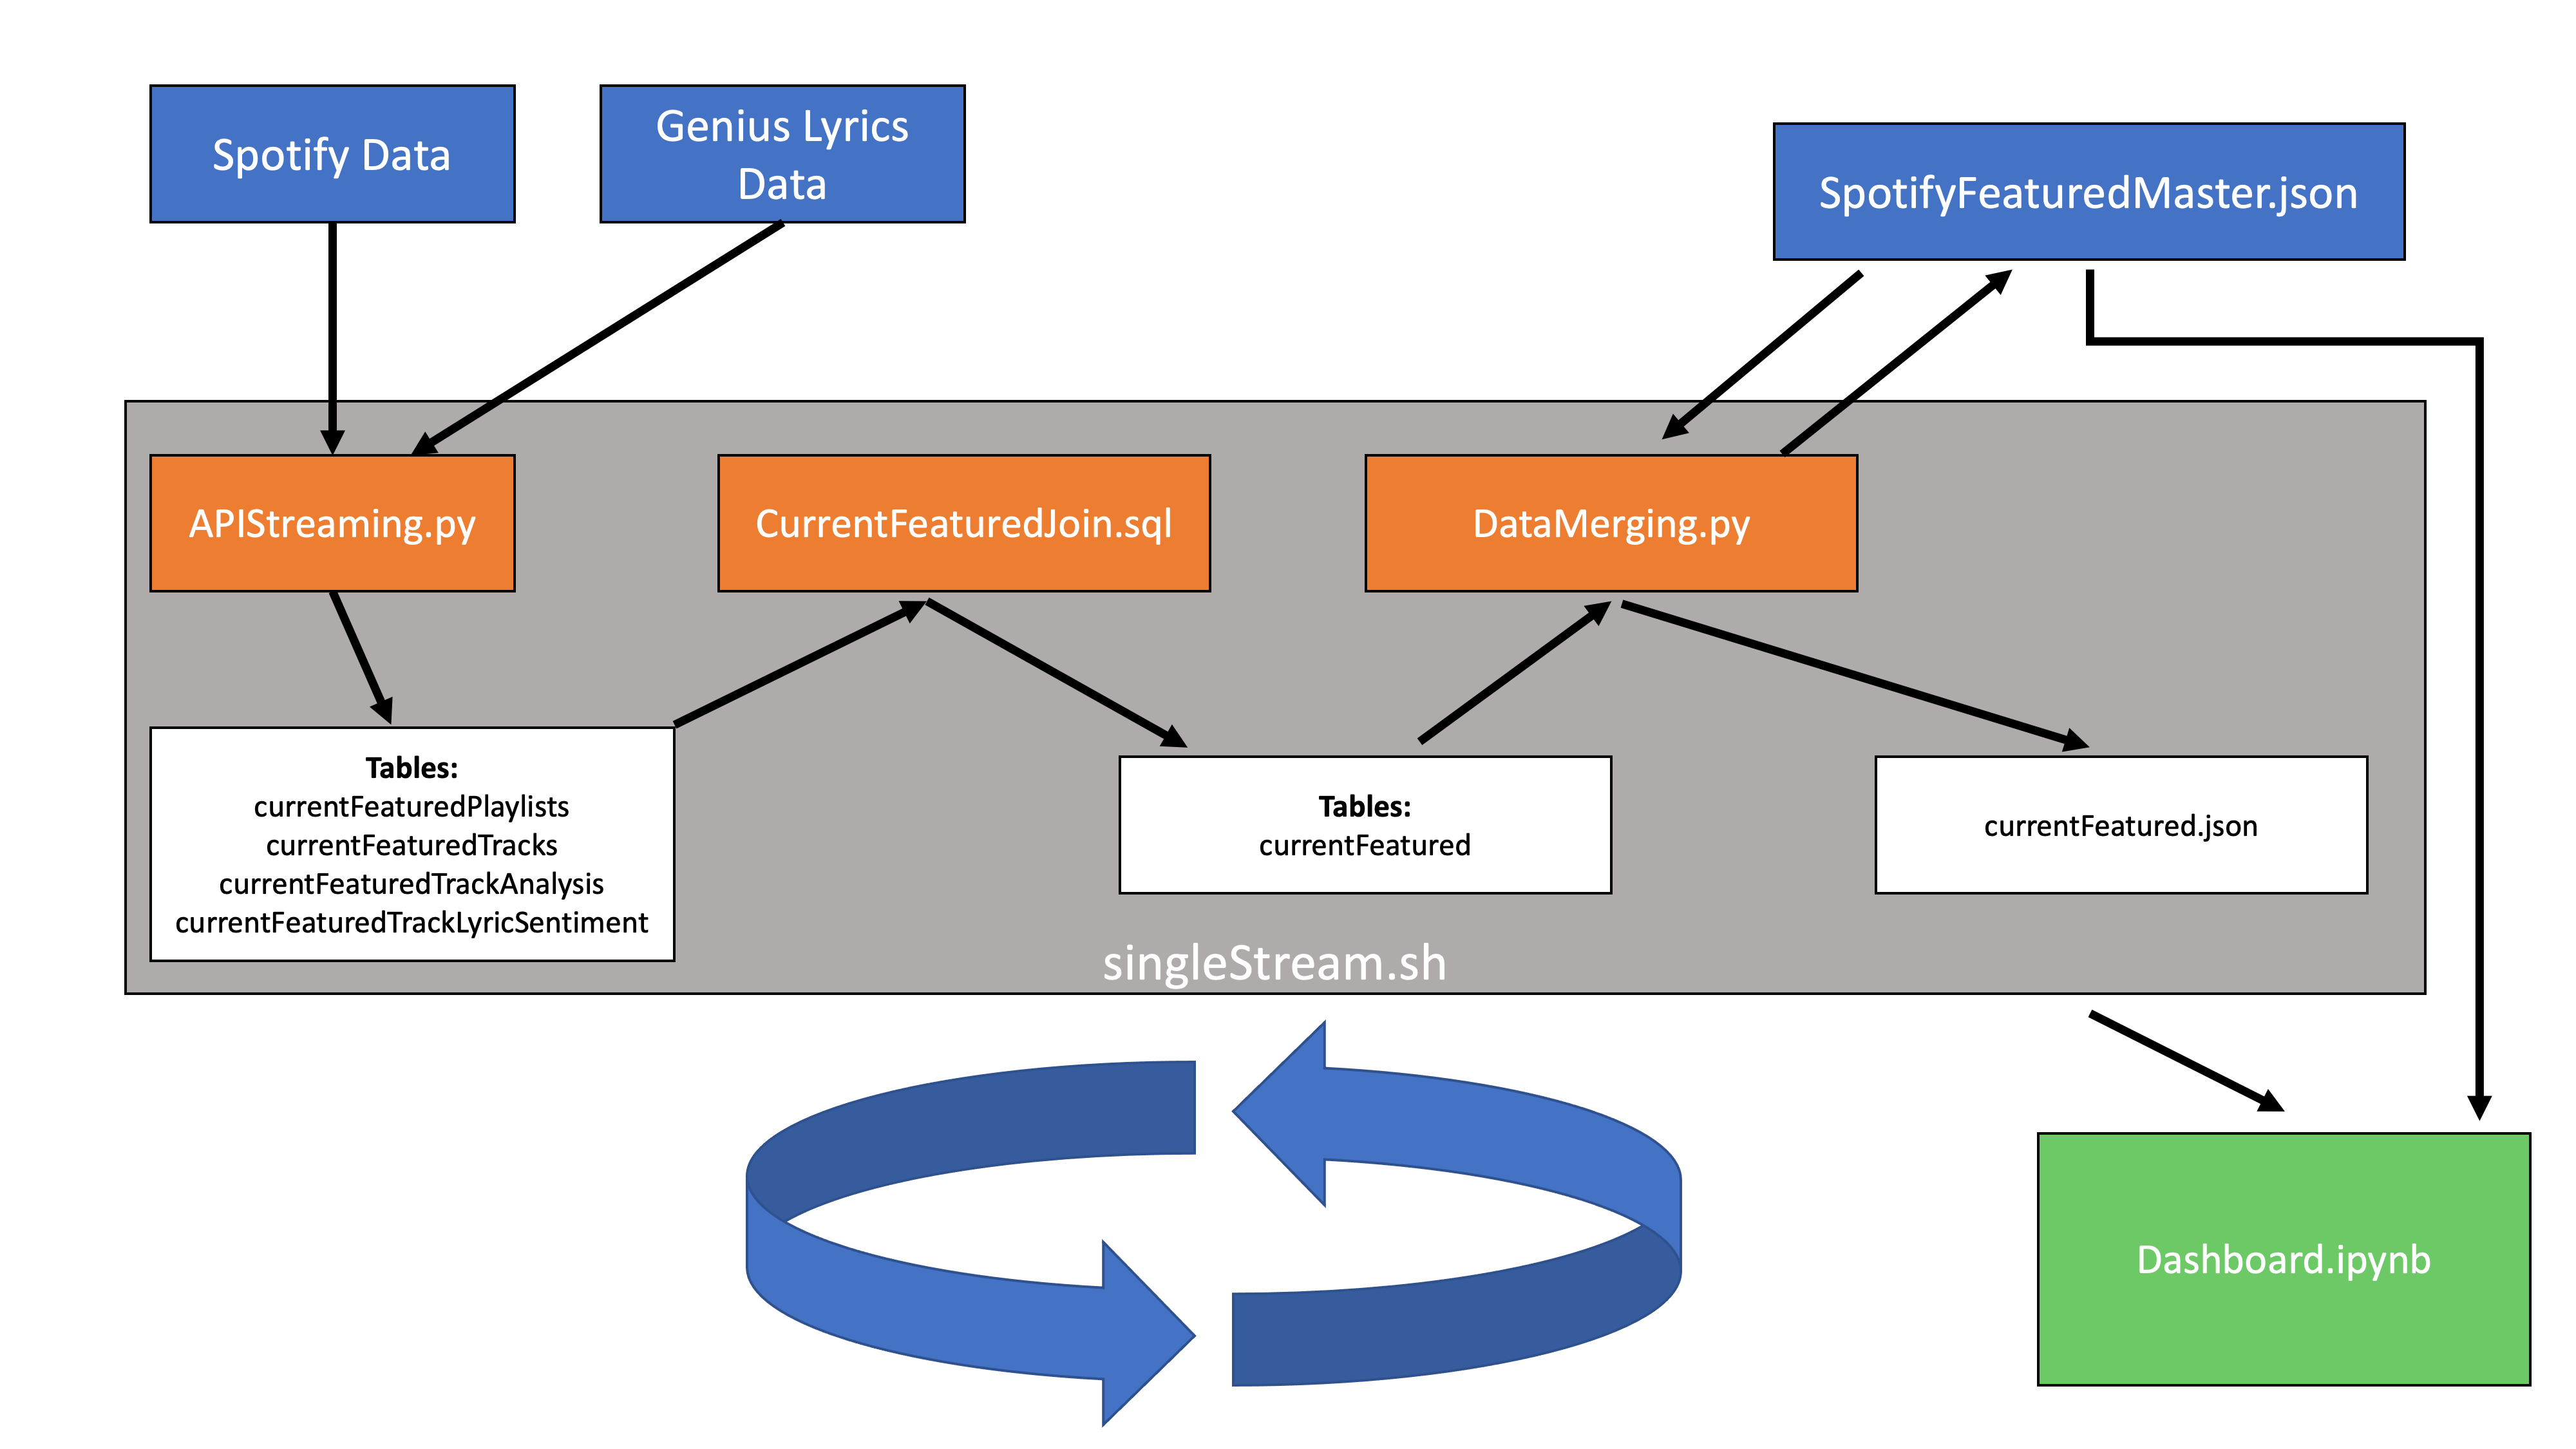 Spotify Data
Genius Lyrics
Data
SpotifyFeaturedMaster.json
APIStreaming.py
CurrentFeaturedJoin.sql
DataMerging.py
Tables:
currentFeaturedPlaylists
currentFeaturedTracks
currentFeaturedTrackAnalysis
currentFeaturedTrackLyricSentiment
Tables:
currentFeatured
currentFeatured.json
singleStream.sh
Dashboard.ipynb